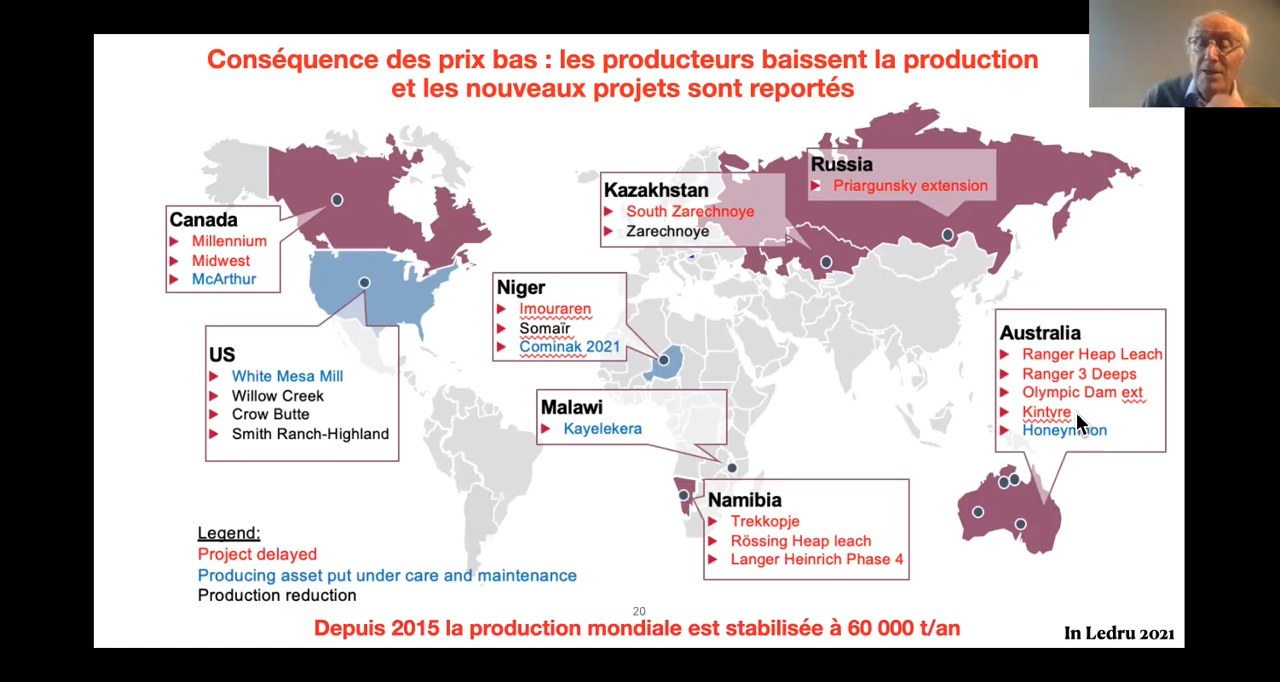 Conséquence des prix bas : les producteurs baissent la production
et les nouveaux projets sont reportés
Canada
Millennium
Midwest
McArthur
US
White Mesa Mill
Willow Creek
Crow Butte
Smith Ranch-Highland
Kazakhstan
South Zarechnoye
Zarechnoye
Russia
Priargunsky extension
Niger
Imouraren
Somaïr
Cominak 2021
Malawi
Kayelekera
Namibia
Trekkopje
Rössing Heap leach
Langer Heinrich Phase 4
Australia
Ranger Heap Leach
Ranger 3 Deeps
Olympic Dam ext
Kintyre
Honeymoon
Legend:
Project delayed
Producing asset put under care and maintenance
Production reduction
20
Depuis 2015 la production mondiale est stabilisée à 60 000 t/an
In Ledru 2021